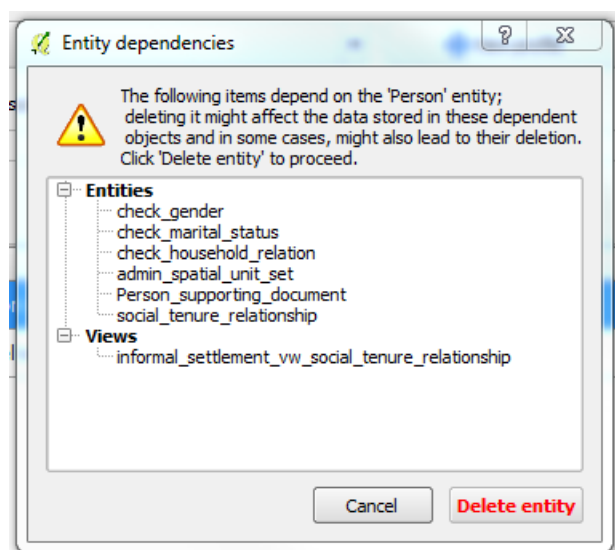 Entity dependencies
?
The following items depend on the 'Person' entity;
deleting it might affect the data stored in these dependent
objects and in some cases, might also lead to their deletion.
Click 'Delete entity' to proceed.
Entities
check_gender
check_marital_status
check_household_relation
admin_spatial_unit_set
Person_supporting_document
social_tenure_relationship
Views
informal_settlement_vw_social_tenure_relationship
Cancel
Delete entity